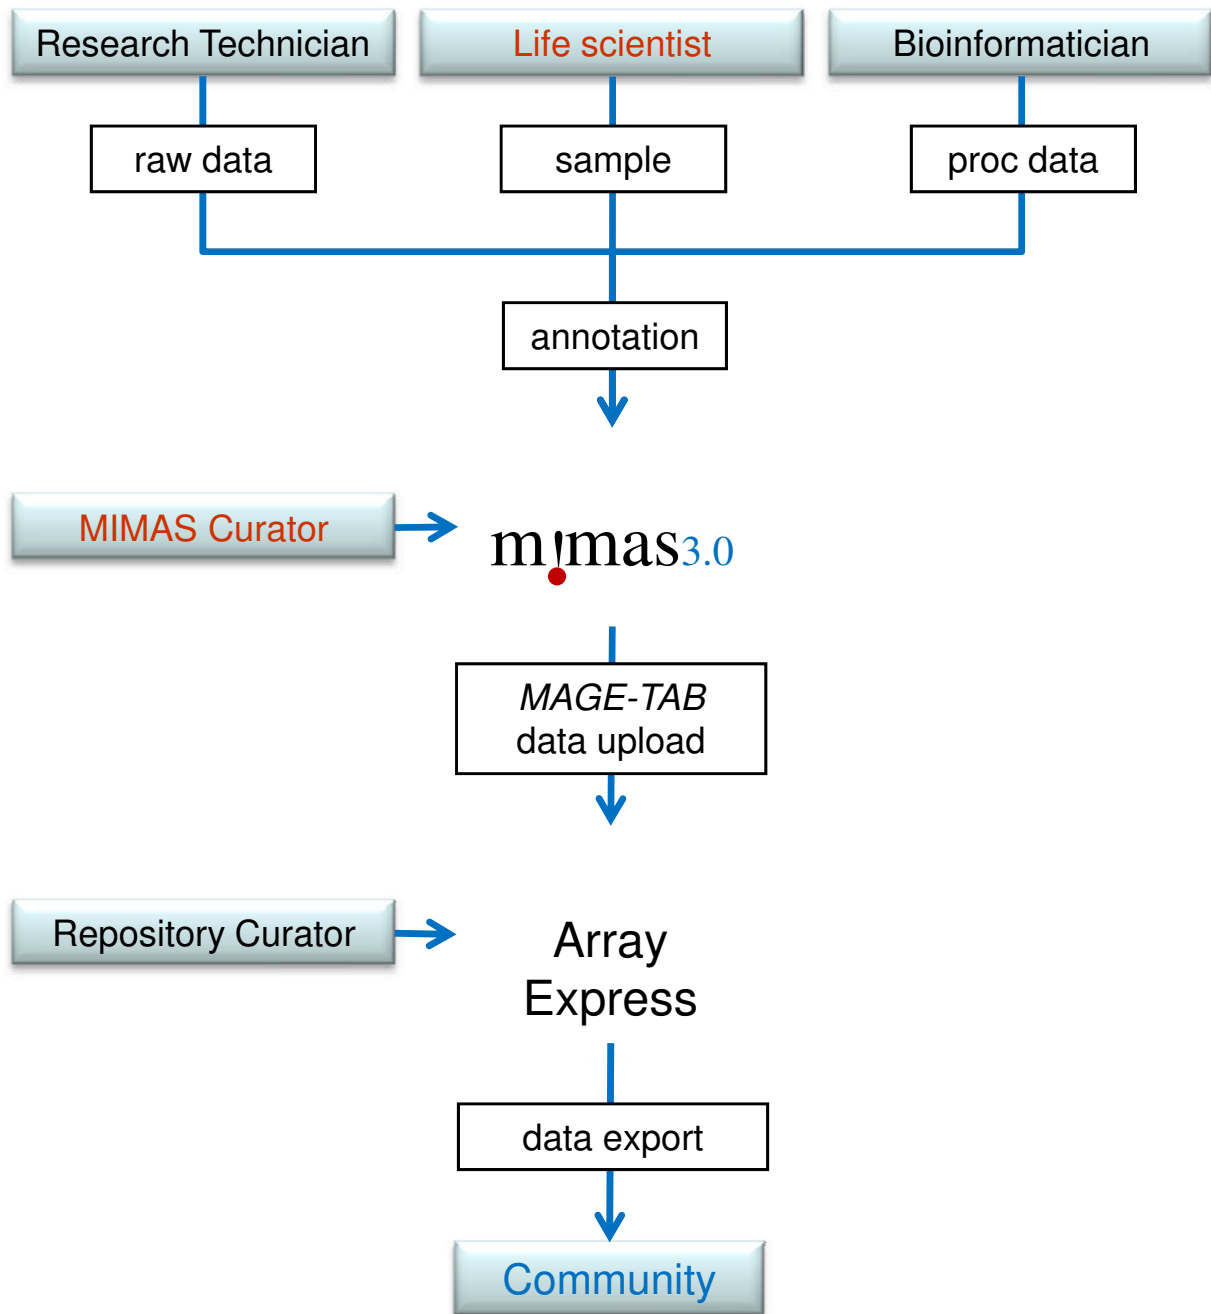 Research Technician
Life scientist
Bioinformatician
raw data
sample
proc data
annotation
MIMAS Curator
m!mas3.0
MAGE-TAB
data upload
Repository Curator
Array
Express
data export
Community